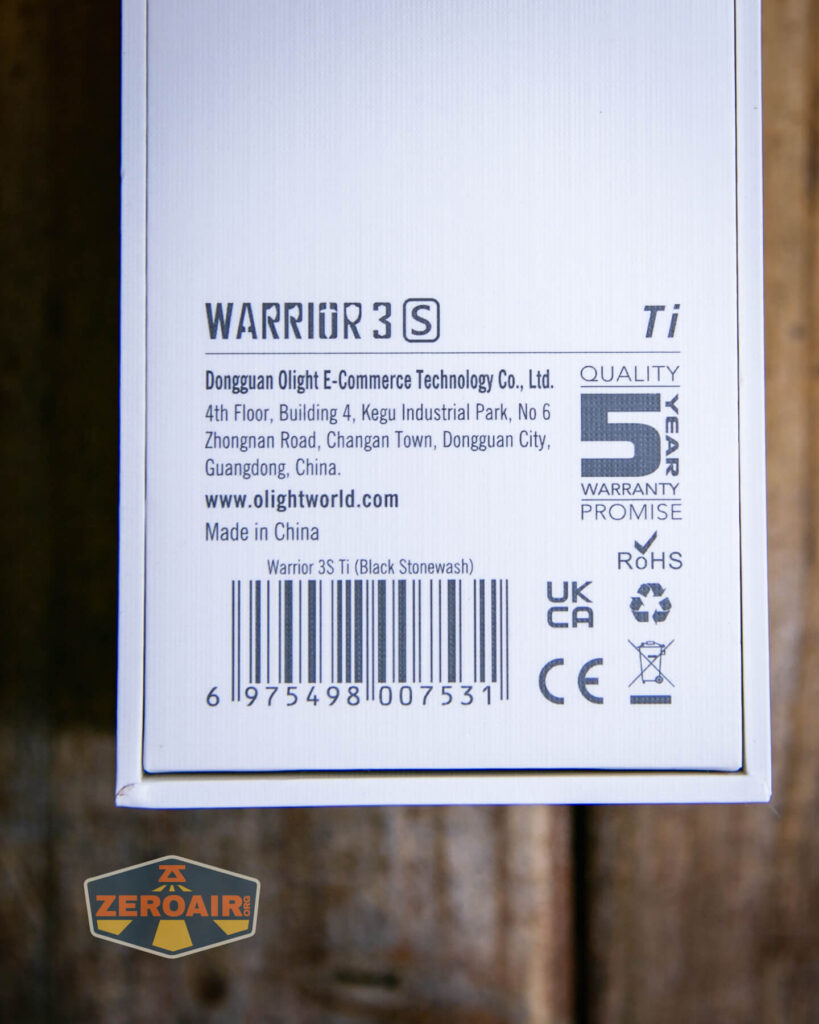 WARRIOR 3 S
Ti
Dongguan Olight E-Commerce Technology Co., Ltd.
4th Floor, Building 4, Kegu Industrial Park, No 6
Zhongnan Road, Changan Town, Dongguan City,
Guangdong, China.
www.olightworld.com
Made in China
QUALITY
5 YEAR
WARRANTY
PROMISE
RoHS
Warrior 3S Ti (Black Stonewash)
6 975498 007531
UK
CA
CE
ZEROAIR.ORG